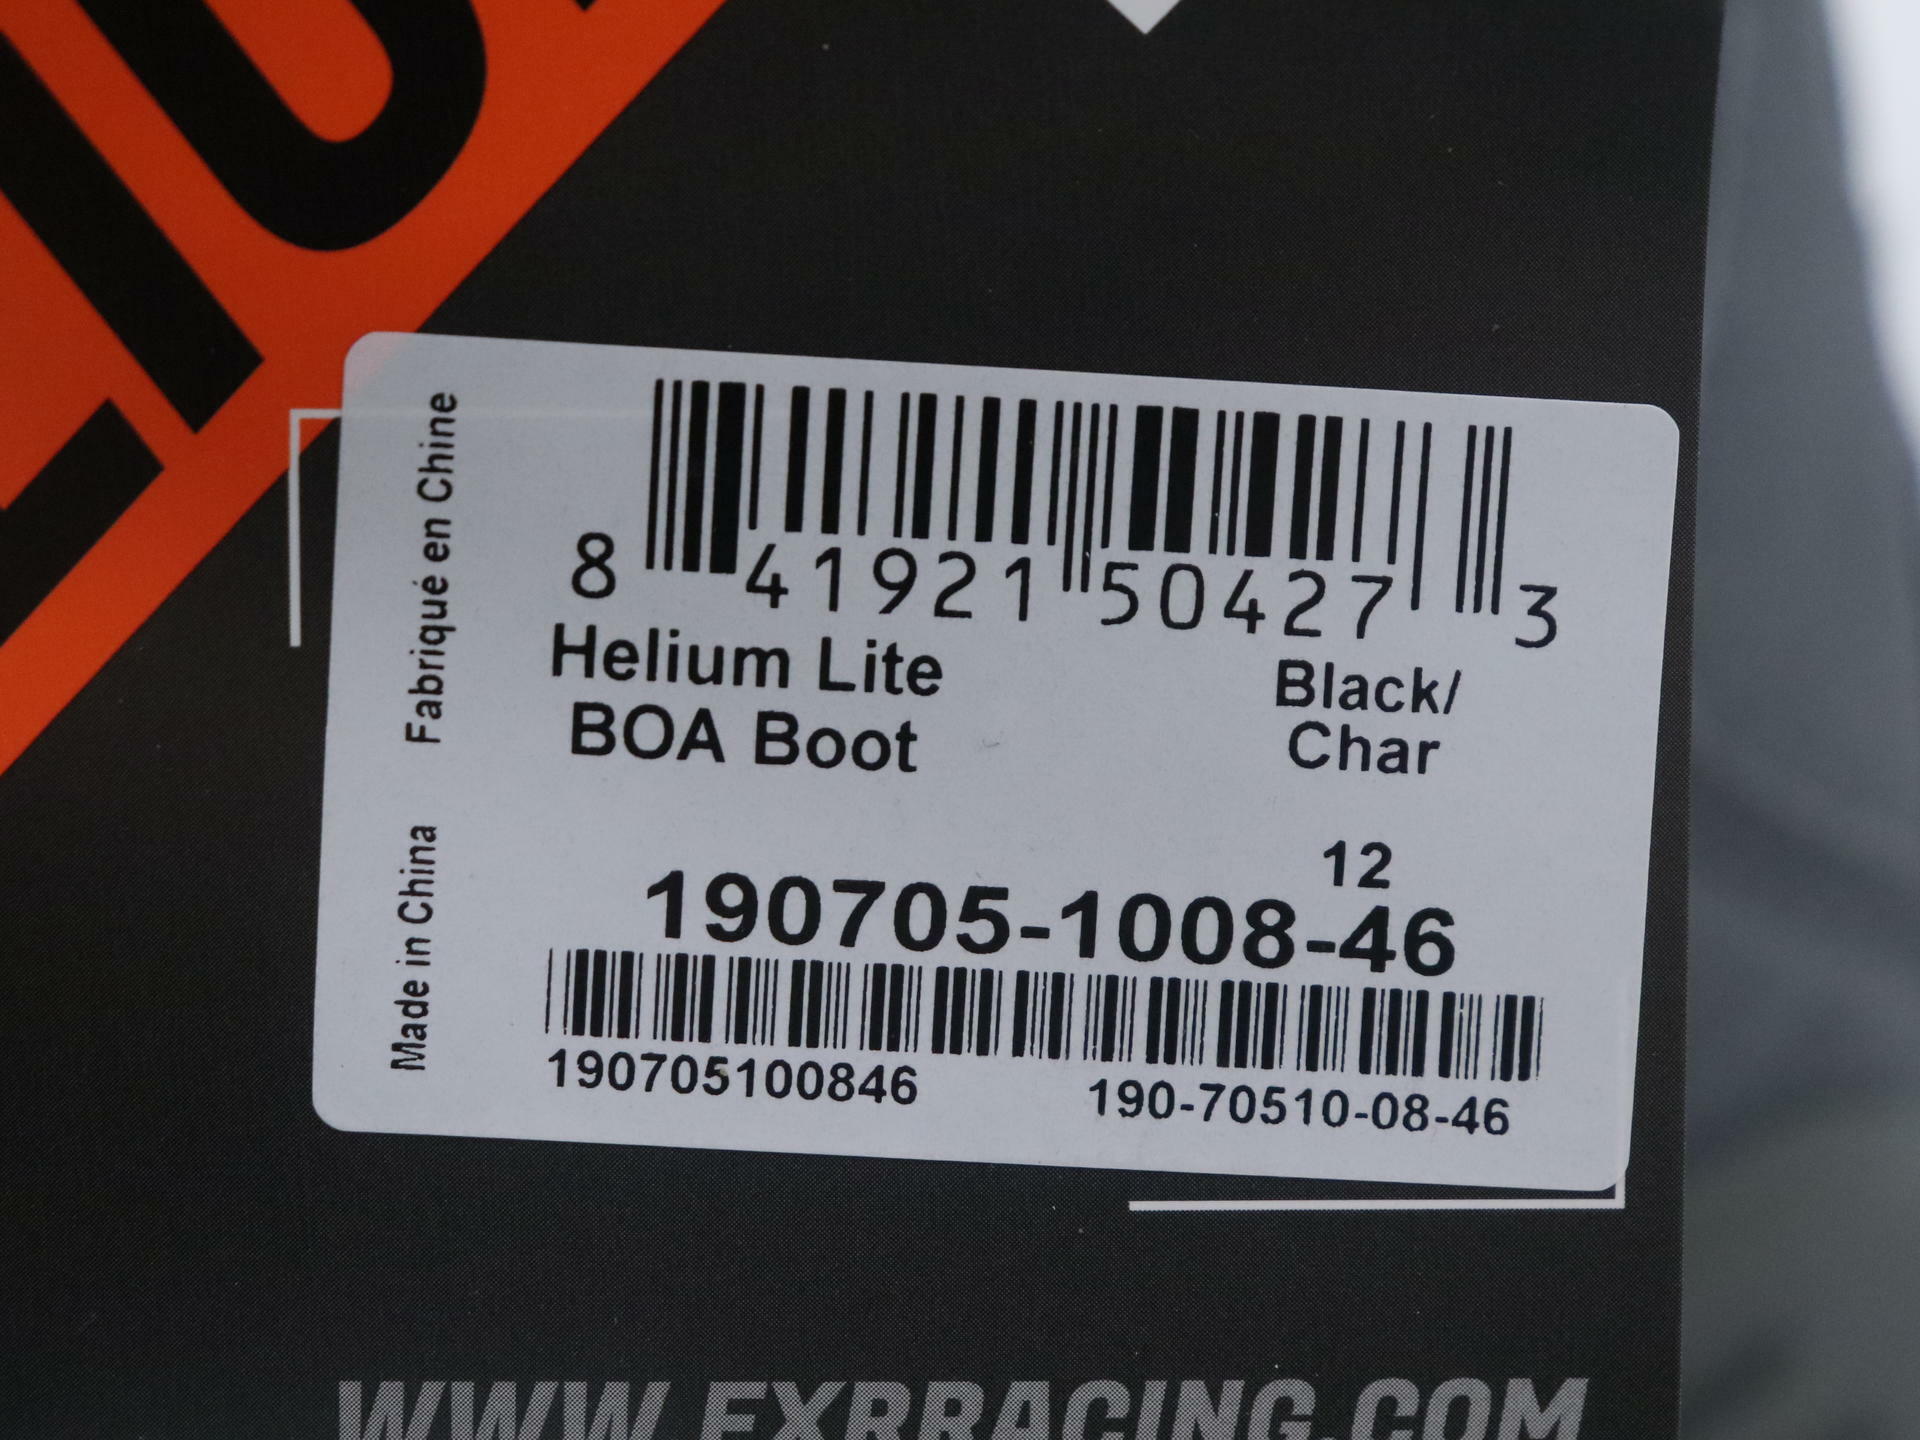 8 41921 50427 3
Helium Lite
BOA Boot
Black/
Char
12
190705-1008-46
190705100846
190-70510-08-46
Made in China
Fabriqué en Chine
WWW.FXRRACING.COM